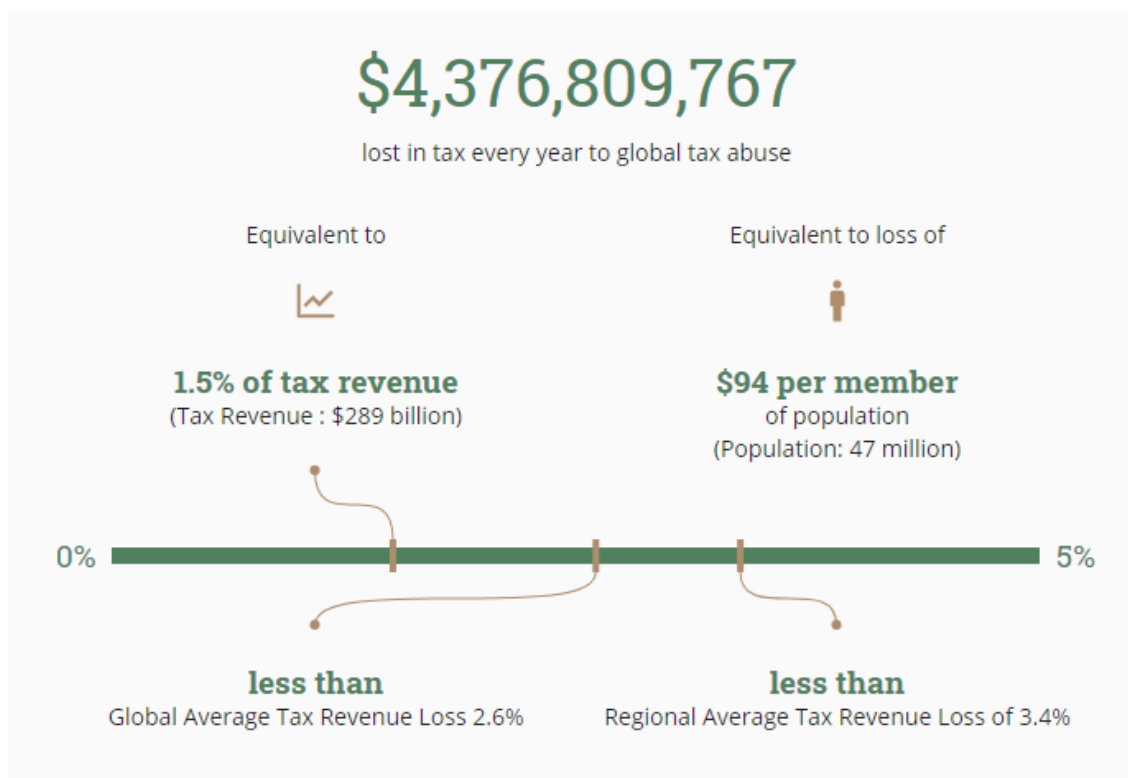 $4,376,809,767
lost in tax every year to global tax abuse
Equivalent to
1.5% of tax revenue
(Tax Revenue : $289 billion)
Equivalent to loss of
$94 per member
of population
(Population: 47 million)
0%
5%
less than
Global Average Tax Revenue Loss 2.6%
less than
Regional Average Tax Revenue Loss of 3.4%